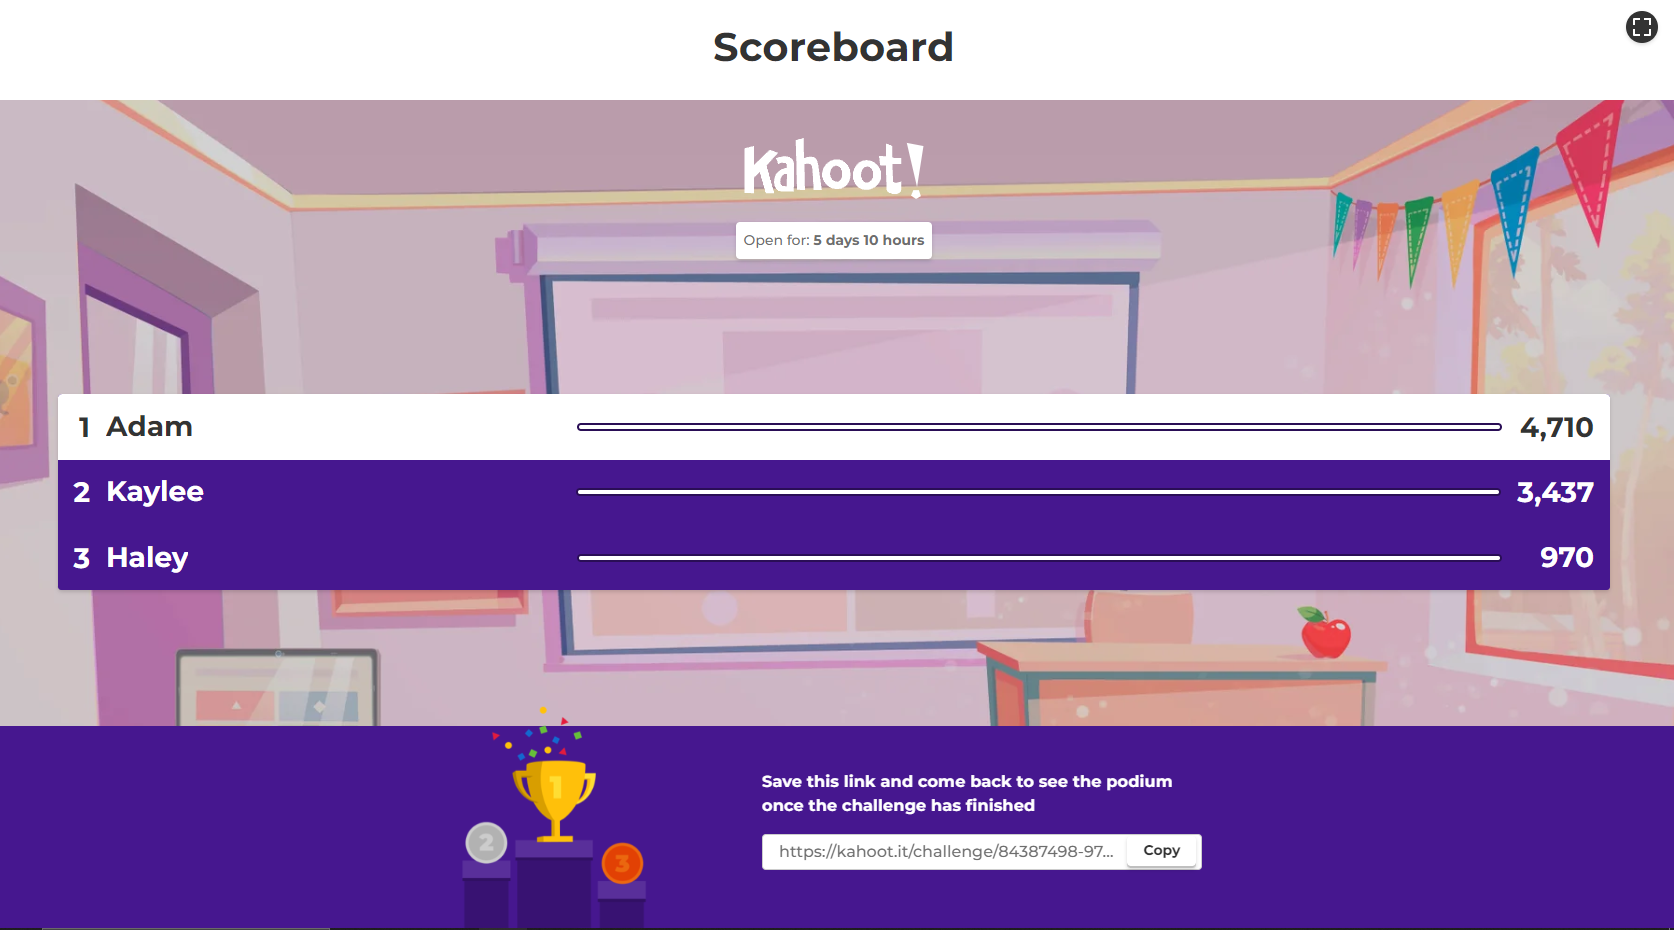 Scoreboard
Kahoot!
Open for: 5 days 10 hours
1 Adam 4,710
2 Kaylee 3,437
3 Haley 970
1
2
3
Save this link and come back to see the podium
once the challenge has finished
https://kahoot.it/challenge/84387498-97... Copy